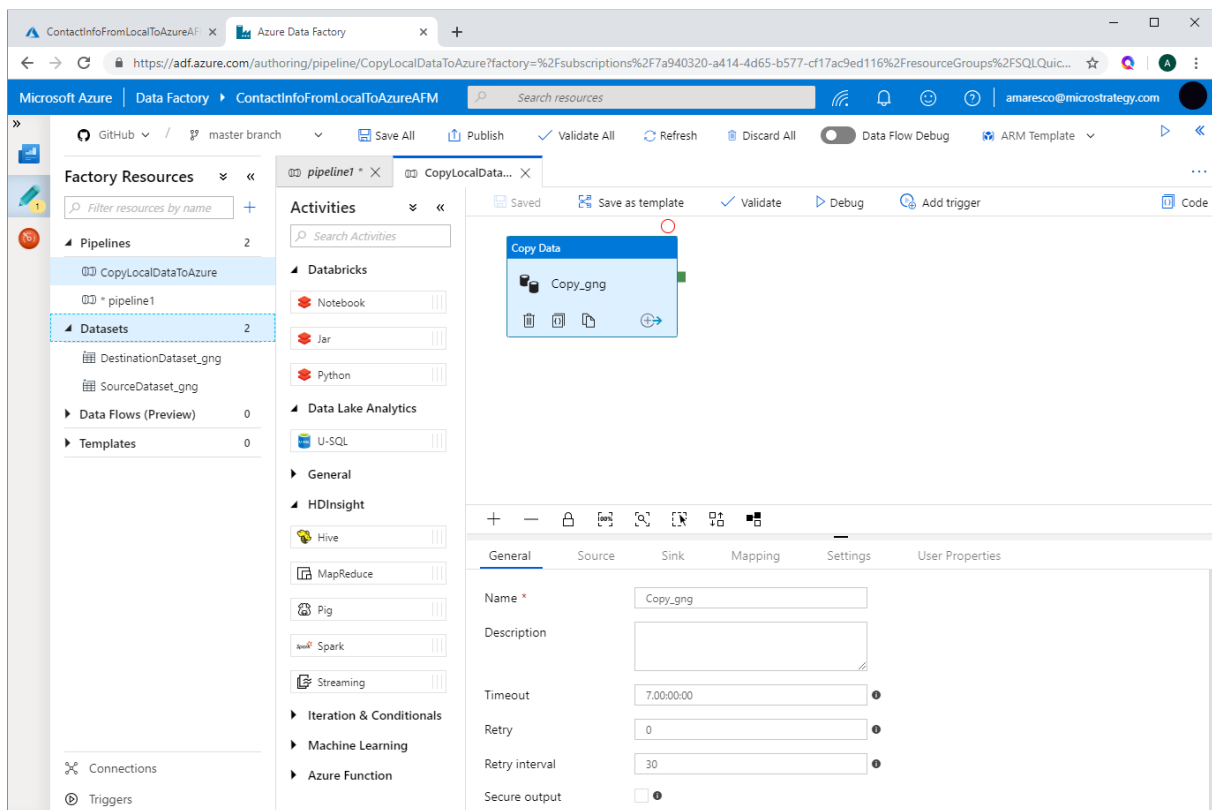 ContactInfoFromLocalToAzureAF
Azure Data Factory
https://adf.azure.com/authoring/pipeline/CopyLocalDataToAzure?factory=%2Fsubscriptions%2F7a940320-a414-4d65-b577-cf17ac9ed116%2FresourceGroups%2FSQLQuic...
A
Microsoft Azure Data Factory ContactInfoFromLocalToAzureAFM Search resources amaresco@microstrategy.com
GitHub / master branch Save All Publish Validate All Refresh Discard All Data Flow Debug ARM Template
1
Factory Resources
Filter resources by name
Pipelines 2
CopyLocalDataToAzure
* pipeline1
Datasets 2
DestinationDataset_gng
SourceDataset_gng
Data Flows (Preview) 0
Templates 0
Connections
Triggers
pipeline1 *
CopyLocalData...
Activities
Search Activities
Databricks
Notebook
Jar
Python
Data Lake Analytics
U-SQL
General
HDInsight
Hive
MapReduce
Pig
Spark
Streaming
Iteration & Conditionals
Machine Learning
Azure Function
Saved Save as template Validate Debug Add trigger Code
Copy Data
Copy_gng
100%
General Source Sink Mapping Settings User Properties
Name * Copy_gng
Description
Timeout 7.00:00:00
Retry 0
Retry interval 30
Secure output